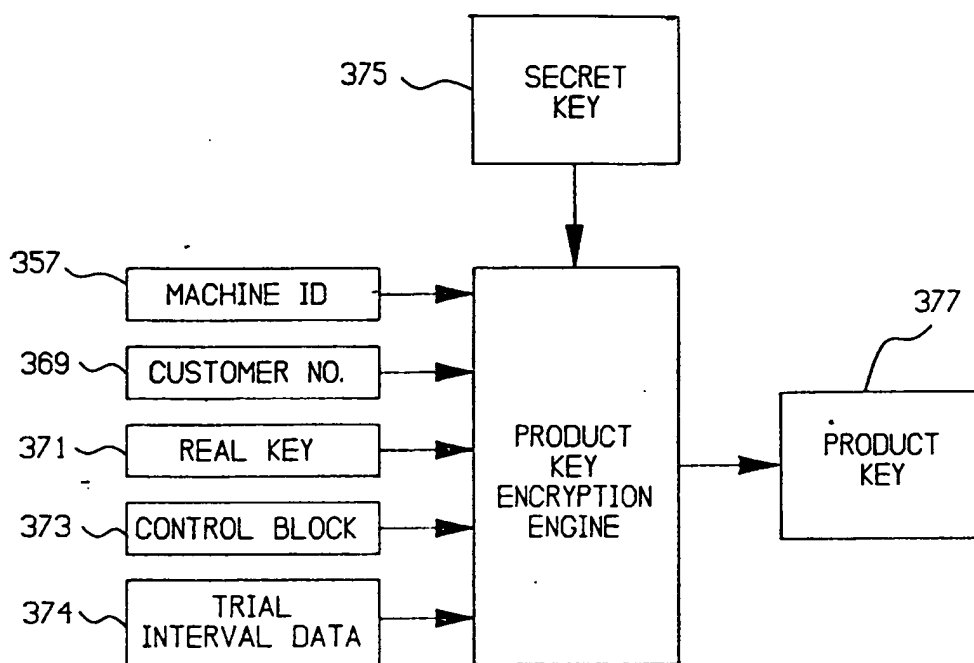 375
SECRET
KEY
357
MACHINE ID
377
369
CUSTOMER NO.
371
REAL KEY
PRODUCT
KEY
ENCRYPTION
ENGINE
PRODUCT
KEY
373
CONTROL BLOCK
374
TRIAL
INTERVAL DATA